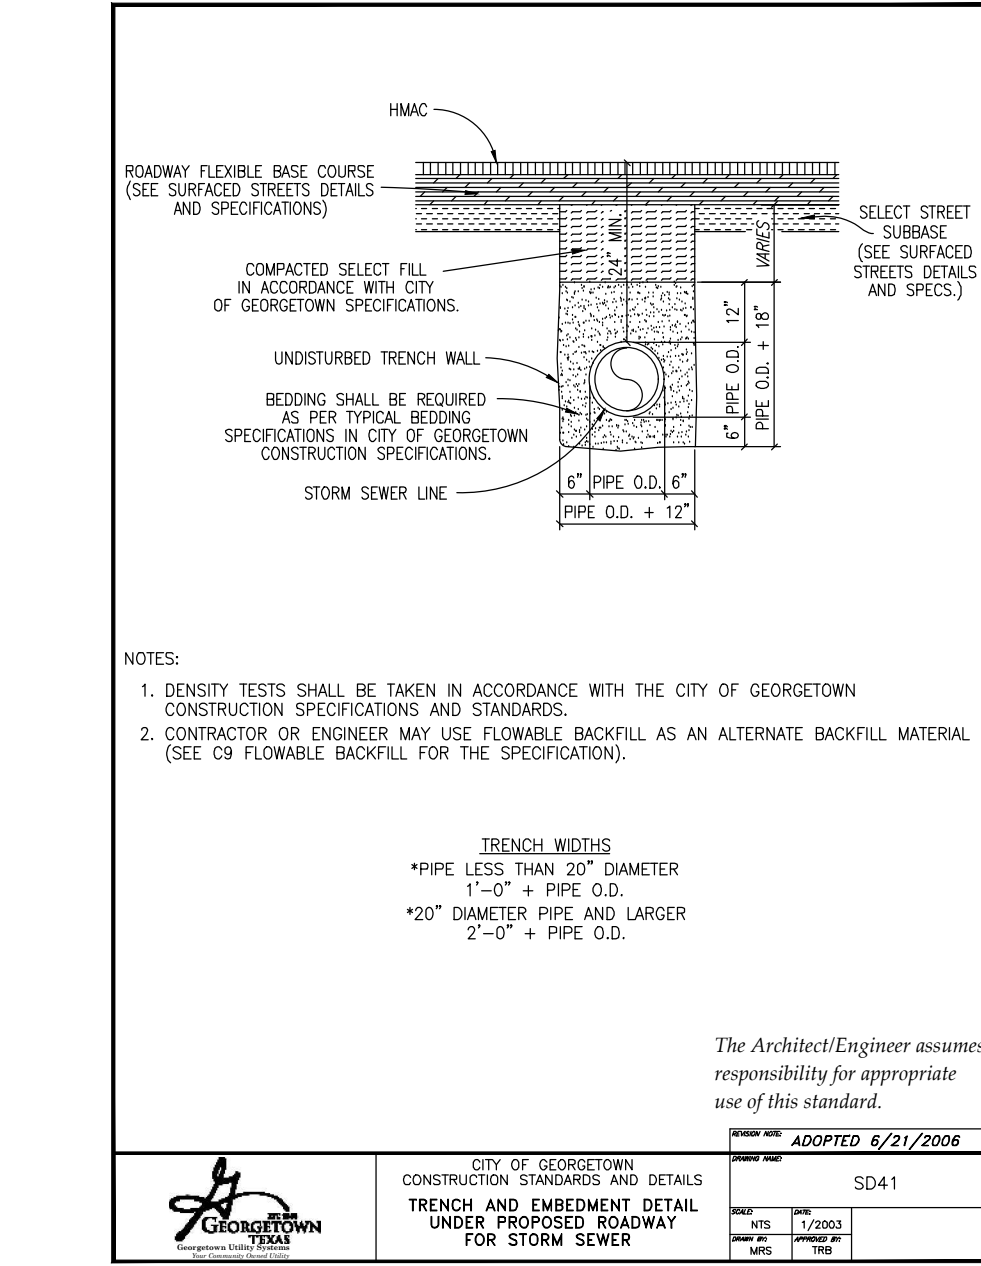 HMAC
ROADWAY FLEXIBLE BASE COURSE
(SEE SURFACED STREETS DETAILS
AND SPECIFICATIONS)
SELECT STREET
SUBBASE
(SEE SURFACED
STREETS DETAILS
AND SPECS.)
24" MIN.
VARIES
COMPACTED SELECT FILL
IN ACCORDANCE WITH CITY
OF GEORGETOWN SPECIFICATIONS.
12"
PIPE O.D. + 18"
UNDISTURBED TRENCH WALL
PIPE O.D.
BEDDING SHALL BE REQUIRED
AS PER TYPICAL BEDDING
SPECIFICATIONS IN CITY OF GEORGETOWN
CONSTRUCTION SPECIFICATIONS.
6"
STORM SEWER LINE
6" PIPE O.D. 6"
PIPE O.D. + 12"
NOTES:
1. DENSITY TESTS SHALL BE TAKEN IN ACCORDANCE WITH THE CITY OF GEORGETOWN
CONSTRUCTION SPECIFICATIONS AND STANDARDS.
2. CONTRACTOR OR ENGINEER MAY USE FLOWABLE BACKFILL AS AN ALTERNATE BACKFILL MATERIAL
(SEE C9 FLOWABLE BACKFILL FOR THE SPECIFICATION).
TRENCH WIDTHS
*PIPE LESS THAN 20" DIAMETER
1'-0" + PIPE O.D.
*20" DIAMETER PIPE AND LARGER
2'-0" + PIPE O.D.
The Architect/Engineer assumes
responsibility for appropriate
use of this standard.
REVISION NOTE: ADOPTED 6/21/2006
GEORGETOWN
TEXAS
Georgetown Utility Systems
Your Community Owned Utility
CITY OF GEORGETOWN
CONSTRUCTION STANDARDS AND DETAILS
TRENCH AND EMBEDMENT DETAIL
UNDER PROPOSED ROADWAY
FOR STORM SEWER
DRAWING NAME:
SD41
SCALE: DATE:
NTS 1/2003
DRAWN BY: APPROVED BY:
MRS TRB